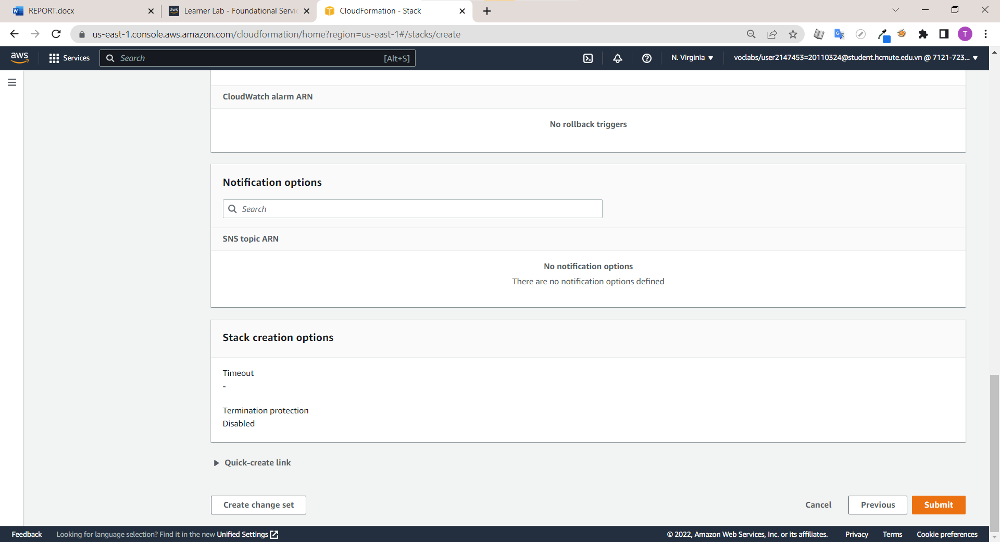 REPORT.docx
Learner Lab - Foundational Servic
CloudFormation - Stack
us-east-1.console.aws.amazon.com/cloudformation/home?region=us-east-1#/stacks/create
T
aws
Services
Search
[Alt+S]
N. Virginia
voclabs/user2147453=20110324@student.hcmute.edu.vn @ 7121-723...
CloudWatch alarm ARN
No rollback triggers
Notification options
Search
SNS topic ARN
No notification options
There are no notification options defined
Stack creation options
Timeout
-
Termination protection
Disabled
Quick-create link
Create change set
Cancel
Previous
Submit
Feedback
Looking for language selection? Find it in the new Unified Settings
© 2022, Amazon Web Services, Inc. or its affiliates.
Privacy
Terms
Cookie preferences